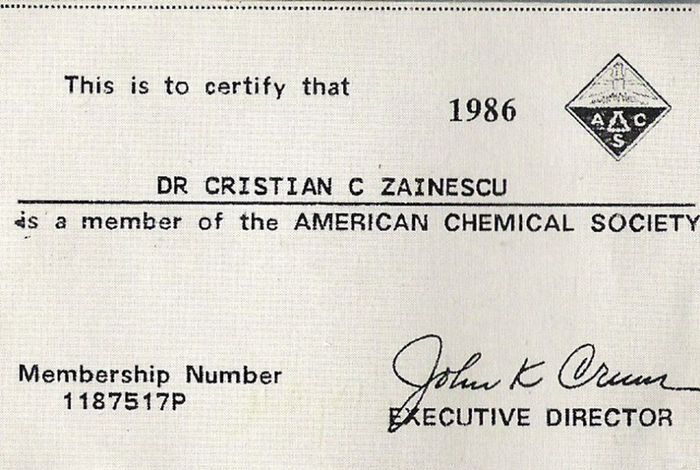 This is to certify that
1986
A C
S
DR CRISTIAN C ZAINESCU
is a member of the AMERICAN CHEMICAL SOCIETY
John K Crum
Membership Number
1187517P
EXECUTIVE DIRECTOR